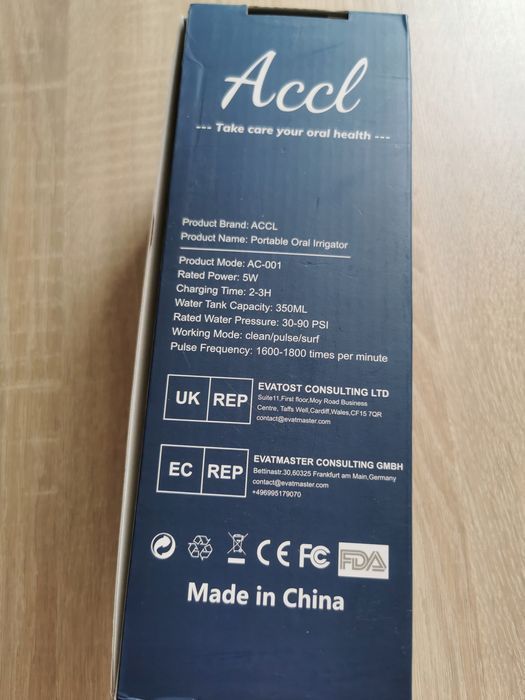 Accl
--- Take care your oral health ---
Product Brand: ACCL
Product Name: Portable Oral Irrigator
Product Mode: AC-001
Rated Power: 5W
Charging Time: 2-3H
Water Tank Capacity: 350ML
Rated Water Pressure: 30-90 PSI
Working Mode: clean/pulse/surf
Pulse Frequency: 1600-1800 times per minute
UK REP
EVATOST CONSULTING LTD
Suite11,First floor,Moy Road Business
Centre, Taffs Well,Cardiff,Wales,CF15 7QR
contact@evatmaster.com
EC REP
EVATMASTER CONSULTING GMBH
Bettinastr.30,60325 Frankfurt am Main,Germany
contact@evatmaster.com
+496995179070
CE FC FDA
Made in China